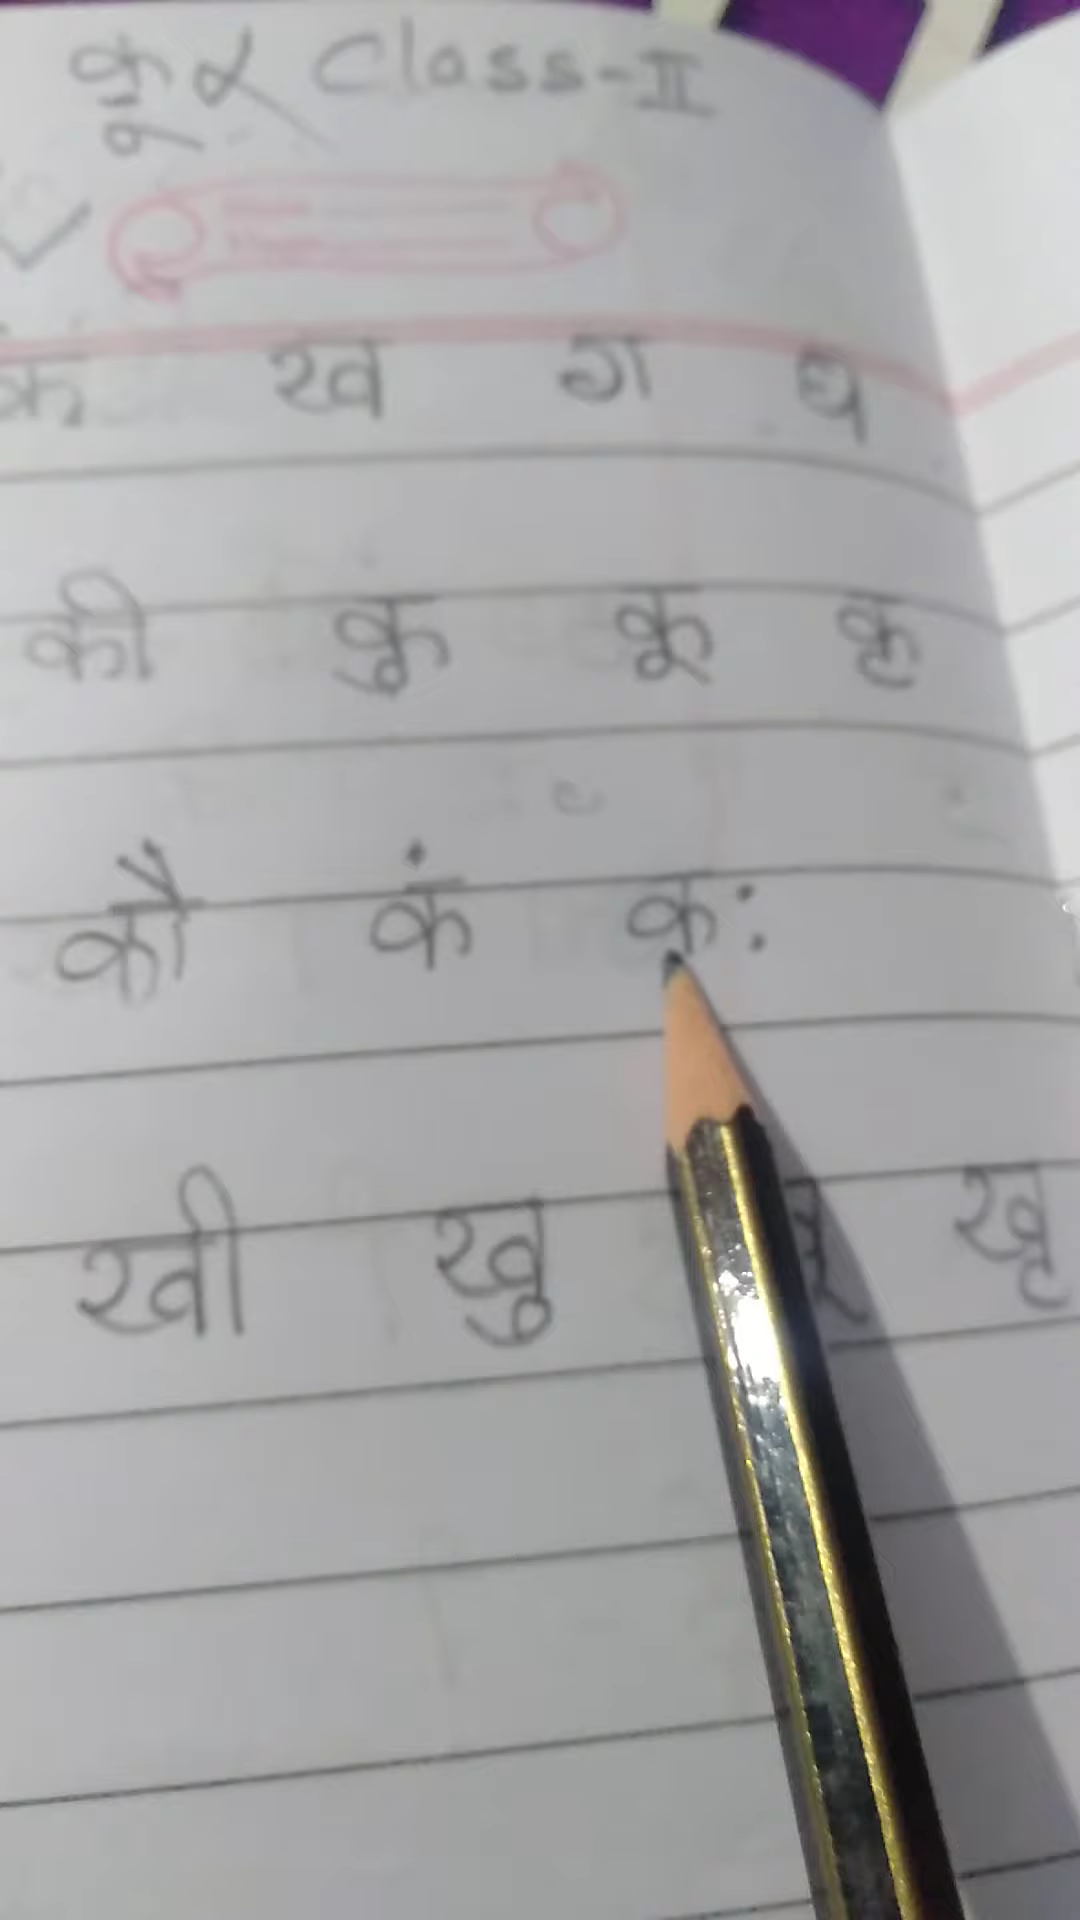 Class-II
क ख ग घ
की कु कू कृ
कौ कं कः
खी खु खृ